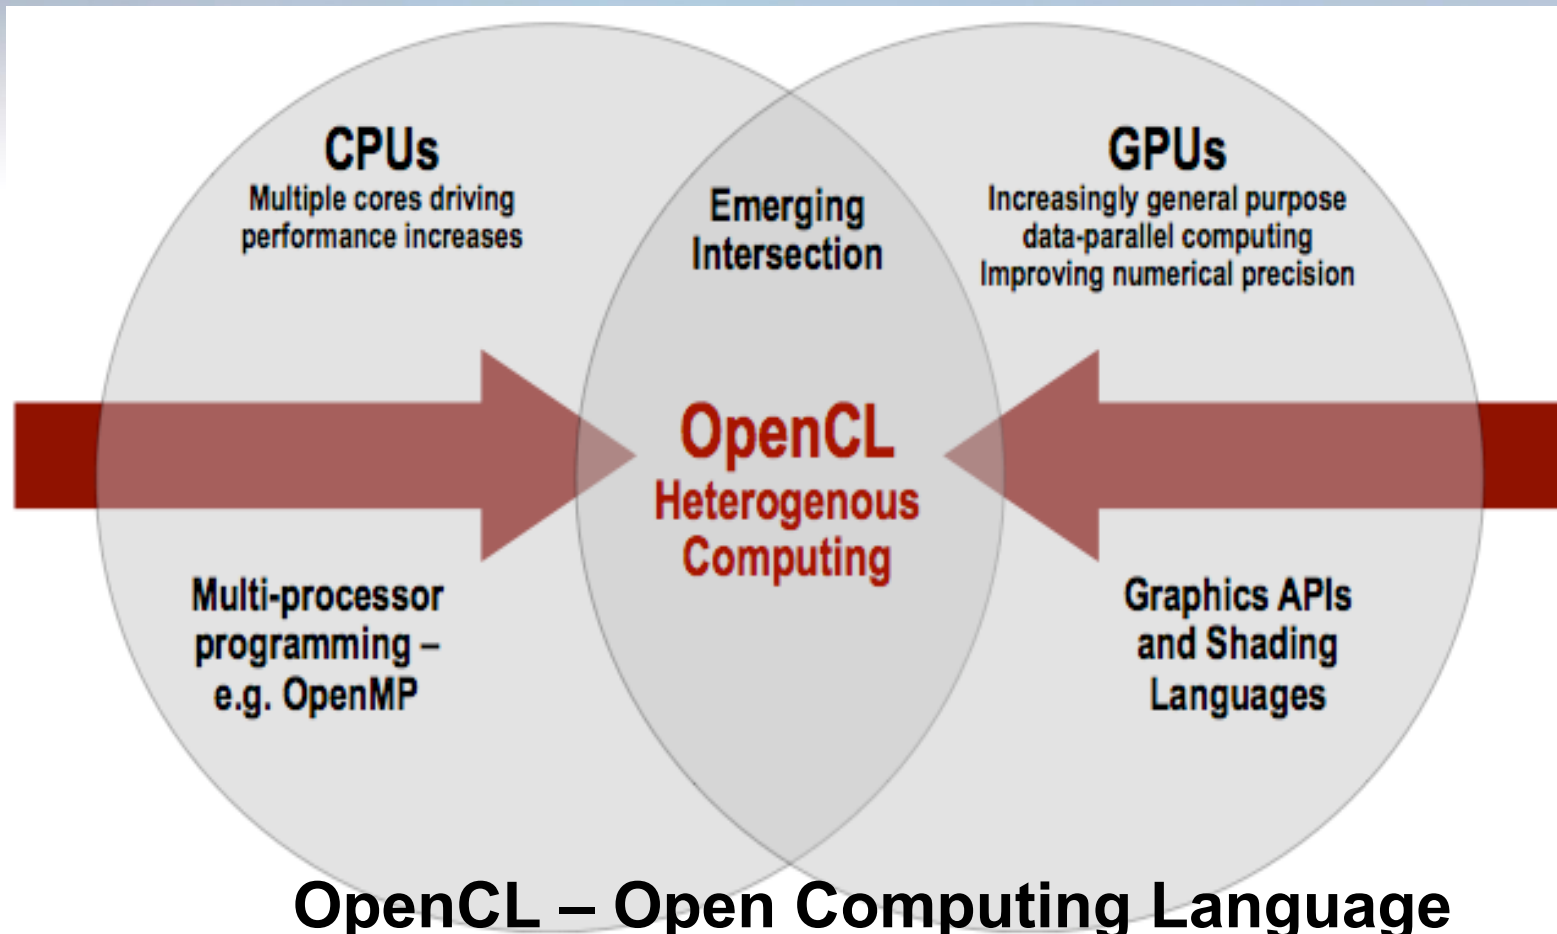 CPUs
Multiple cores driving
performance increases
Emerging
Intersection
GPUs
Increasingly general purpose
data-parallel computing
Improving numerical precision
OpenCL
Heterogenous
Computing
Multi-processor
programming –
e.g. OpenMP
Graphics APIs
and Shading
Languages
OpenCL – Open Computing Language